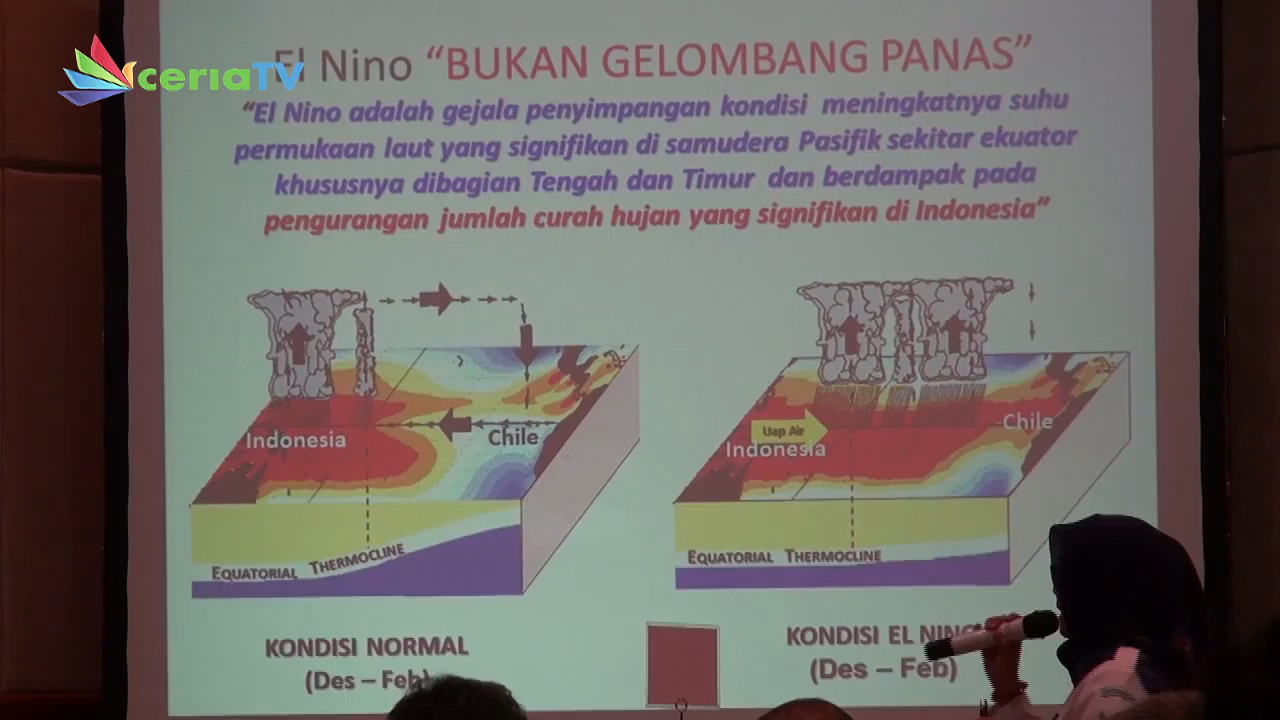 ceriaTV
El Nino “BUKAN GELOMBANG PANAS”
“El Nino adalah gejala penyimpangan kondisi meningkatnya suhu
permukaan laut yang signifikan di samudera Pasifik sekitar ekuator
khususnya dibagian Tengah dan Timur dan berdampak pada
pengurangan jumlah curah hujan yang signifikan di Indonesia”
Indonesia
Chile
EQUATORIAL THERMOCLINE
KONDISI NORMAL
(Des – Feb)
Uap Air
Indonesia
Chile
EQUATORIAL THERMOCLINE
KONDISI EL NINO
(Des – Feb)